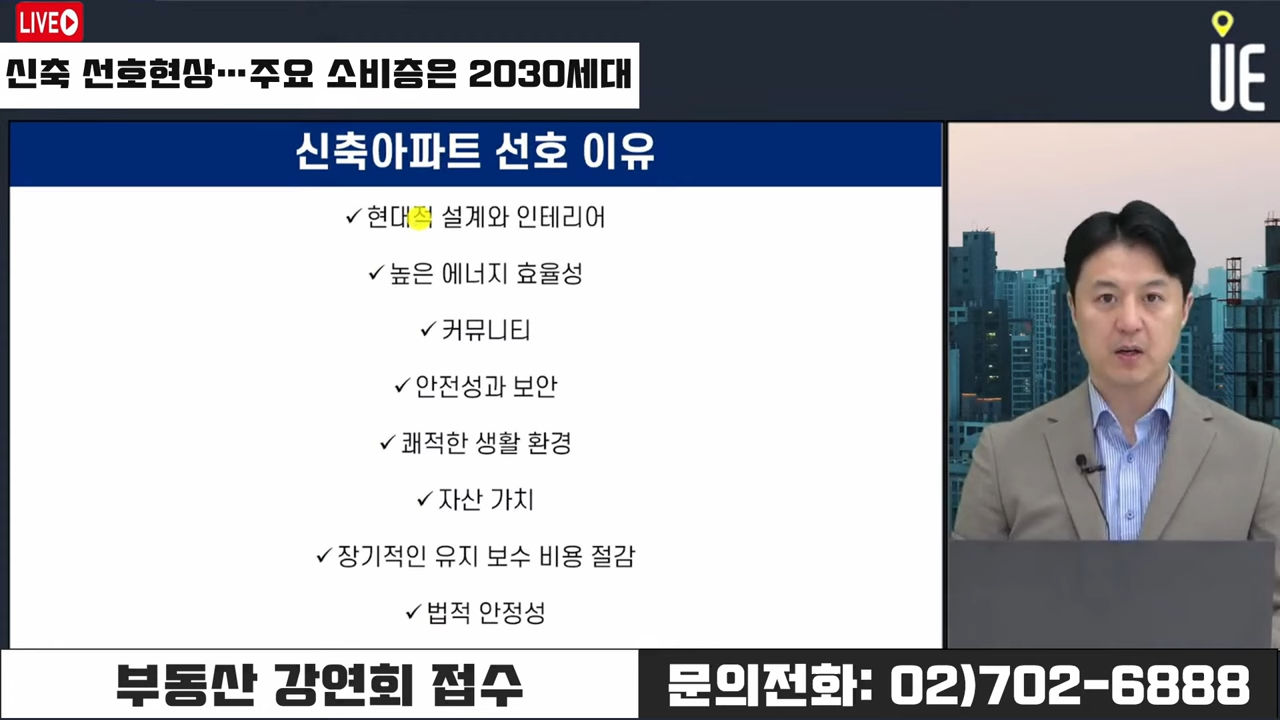 LIVE
신축 선호현상…주요 소비층은 2030세대
UE
신축아파트 선호 이유
✓현대적 설계와 인테리어
✓높은 에너지 효율성
✓커뮤니티
✓안전성과 보안
✓쾌적한 생활 환경
✓자산 가치
✓장기적인 유지 보수 비용 절감
✓법적 안정성
부동산 강연회 접수
문의전화: 02)702-6888